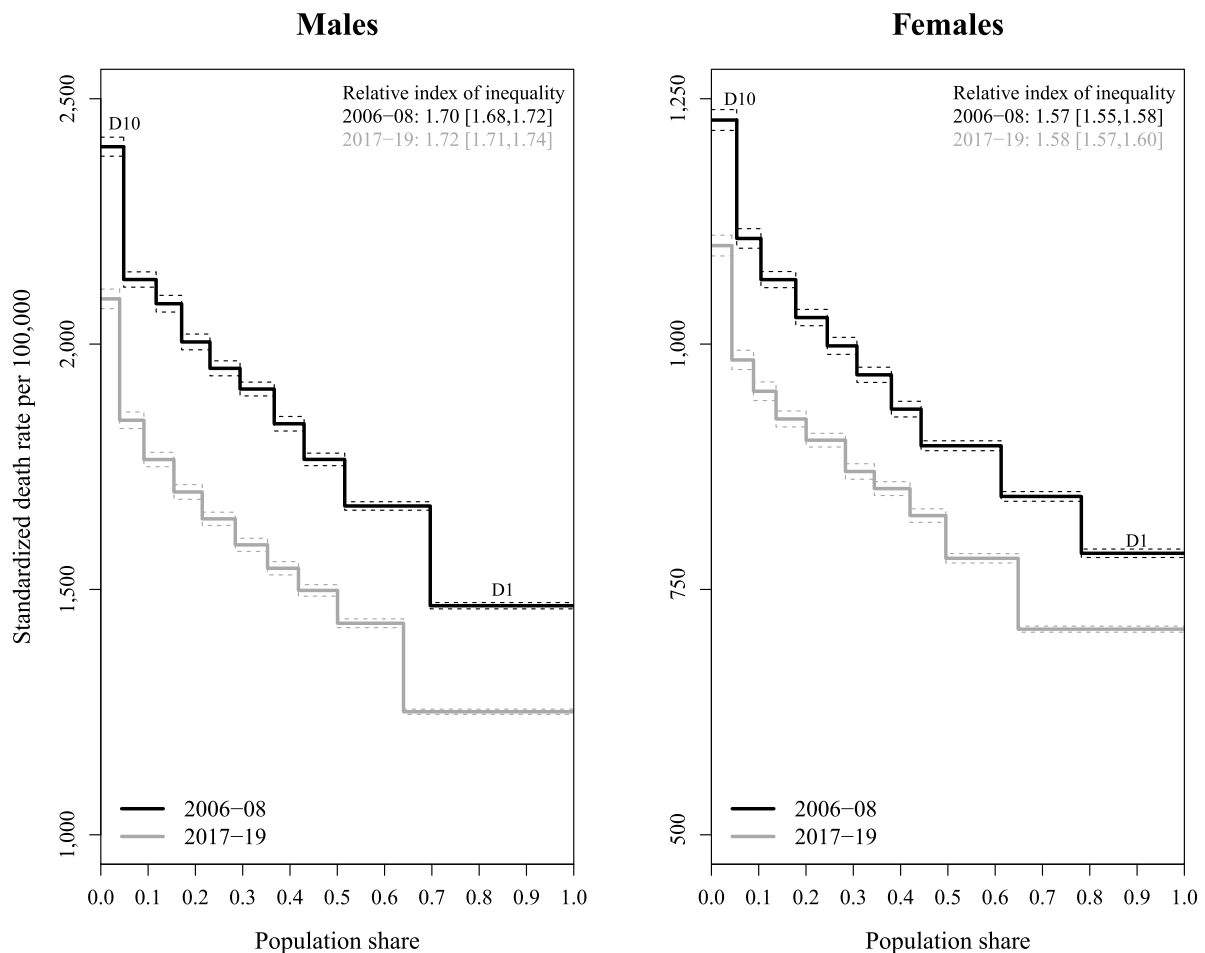 Males
Females
Standardized death rate per 100,000
2,500
2,000
1,500
1,000
D10
Relative index of inequality
2006−08: 1.70 [1.68,1.72]
2017−19: 1.72 [1.71,1.74]
D1
2006−08
2017−19
0.0 0.1 0.2 0.3 0.4 0.5 0.6 0.7 0.8 0.9 1.0
Population share
1,250
1,000
750
500
D10
Relative index of inequality
2006−08: 1.57 [1.55,1.58]
2017−19: 1.58 [1.57,1.60]
D1
2006−08
2017−19
0.0 0.1 0.2 0.3 0.4 0.5 0.6 0.7 0.8 0.9 1.0
Population share